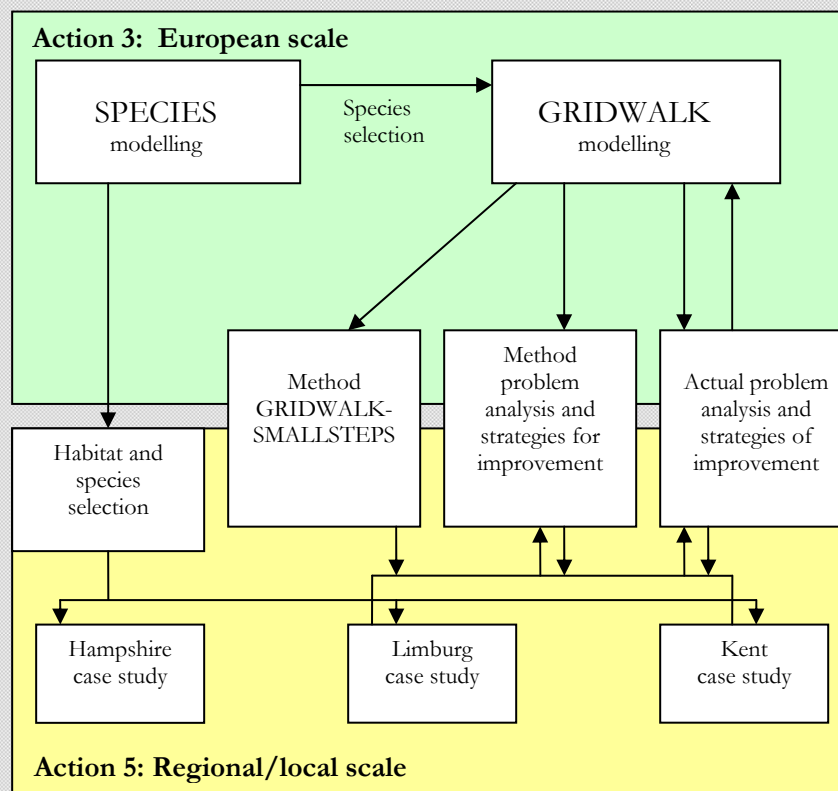 Action 3: European scale
SPECIES
modelling
Species
selection
GRIDWALK
modelling
Method
GRIDWALK-
SMALLSTEPS
Method
problem
analysis and
strategies for
improvement
Actual problem
analysis and
strategies of
improvement
Habitat and
species
selection
Hampshire
case study
Limburg
case study
Kent
case study
Action 5: Regional/local scale